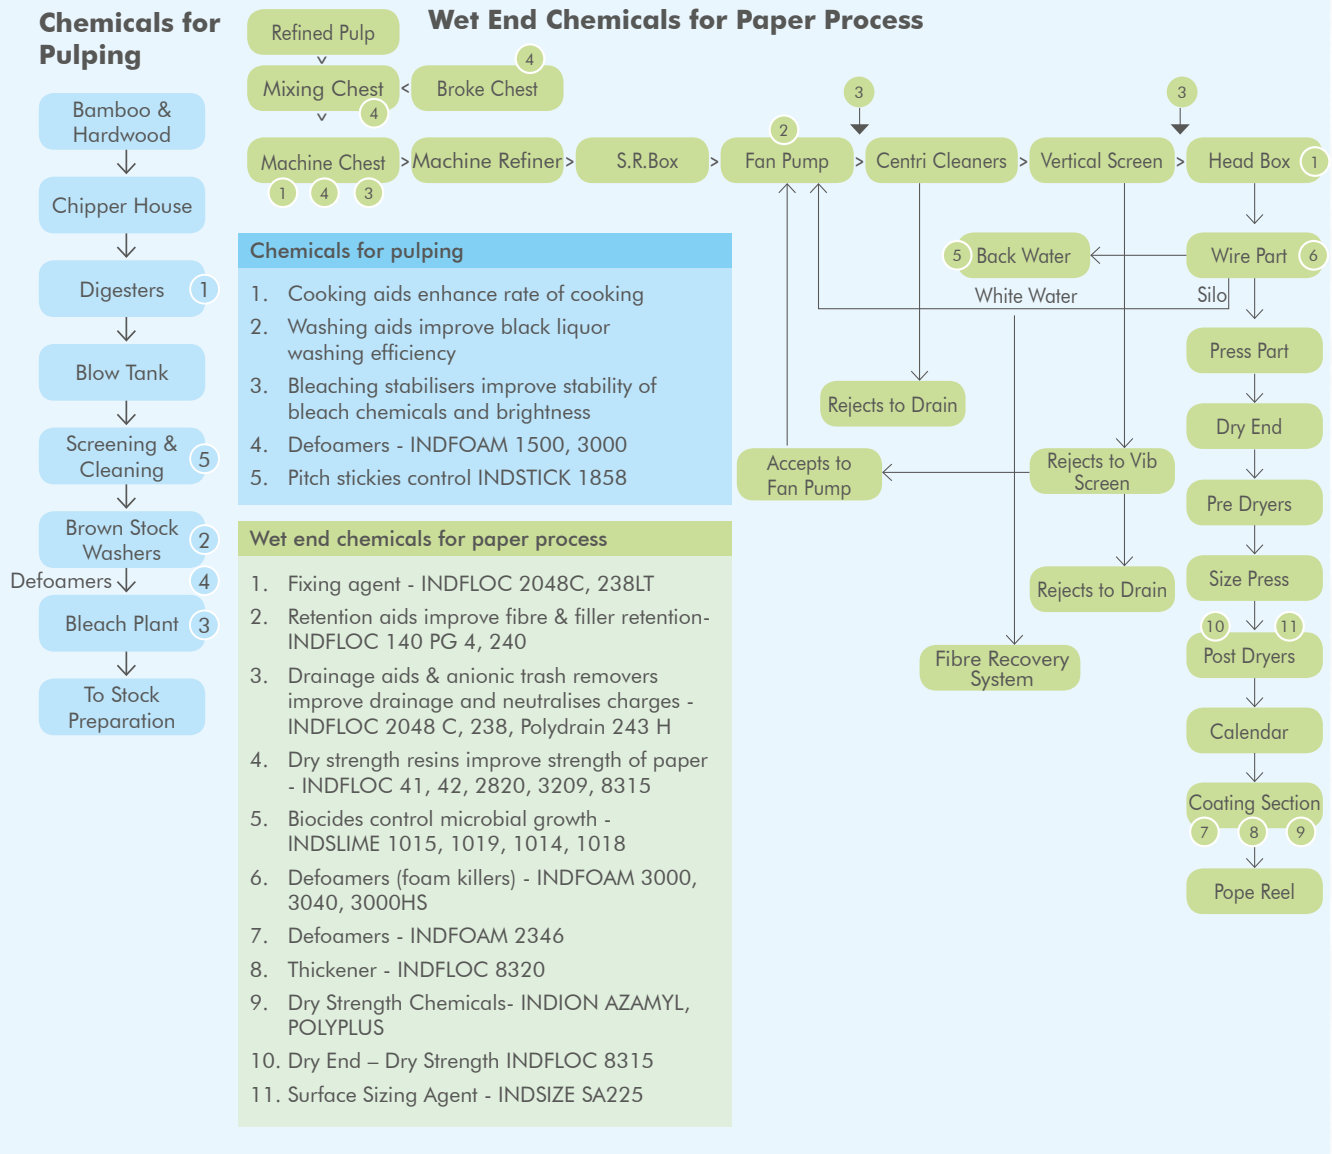 Chemicals for
Pulping
Bamboo &
Hardwood
Chipper House
Digesters
1
Blow Tank
Screening &
Cleaning
5
Brown Stock
Washers
2
Defoamers
4
Bleach Plant
3
To Stock
Preparation
Wet End Chemicals for Paper Process
Refined Pulp
4
Mixing Chest
Broke Chest
4
3
3
2
Machine Chest
Machine Refiner
S.R.Box
Fan Pump
Centri Cleaners
Vertical Screen
Head Box
1
1
4
3
5
Back Water
Wire Part
6
White Water
Silo
Press Part
Rejects to Drain
Dry End
Accepts to
Fan Pump
Rejects to Vib
Screen
Pre Dryers
Rejects to Drain
Size Press
10
11
Fibre Recovery
System
Post Dryers
Calendar
Coating Section
7
8
9
Pope Reel
Chemicals for pulping
1. Cooking aids enhance rate of cooking
2. Washing aids improve black liquor
washing efficiency
3. Bleaching stabilisers improve stability of
bleach chemicals and brightness
4. Defoamers - INDFOAM 1500, 3000
5. Pitch stickies control INDSTICK 1858
Wet end chemicals for paper process
1. Fixing agent - INDFLOC 2048C, 238LT
2. Retention aids improve fibre & filler retention-
INDFLOC 140 PG 4, 240
3. Drainage aids & anionic trash removers
improve drainage and neutralises charges -
INDFLOC 2048 C, 238, Polydrain 243 H
4. Dry strength resins improve strength of paper
- INDFLOC 41, 42, 2820, 3209, 8315
5. Biocides control microbial growth -
INDSLIME 1015, 1019, 1014, 1018
6. Defoamers (foam killers) - INDFOAM 3000,
3040, 3000HS
7. Defoamers - INDFOAM 2346
8. Thickener - INDFLOC 8320
9. Dry Strength Chemicals- INDION AZAMYL,
POLYPLUS
10. Dry End – Dry Strength INDFLOC 8315
11. Surface Sizing Agent - INDSIZE SA225